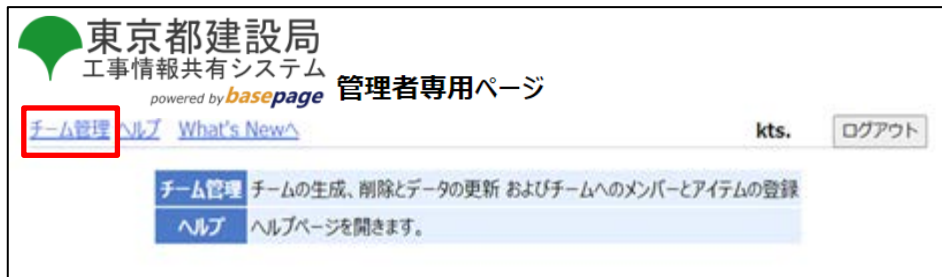 東京都建設局
工事情報共有システム
powered by basepage 管理者専用ページ
チーム管理 ヘルプ What's Newへ kts. ログアウト
チーム管理 チームの生成、削除とデータの更新 およびチームへのメンバーとアイテムの登録
ヘルプ ヘルプページを開きます。